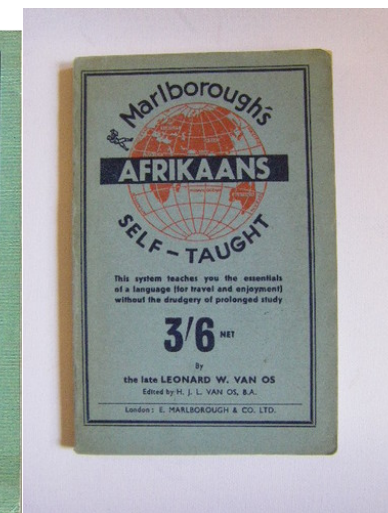 Marlborough's
AFRIKAANS
SELF-TAUGHT
This system teaches you the essentials
of a language (for travel and enjoyment)
without the drudgery of prolonged study
3/6 NET
By
the late LEONARD W. VAN OS
Edited by H. J. L. VAN OS, B.A.
London: E. MARLBOROUGH & CO. LTD.